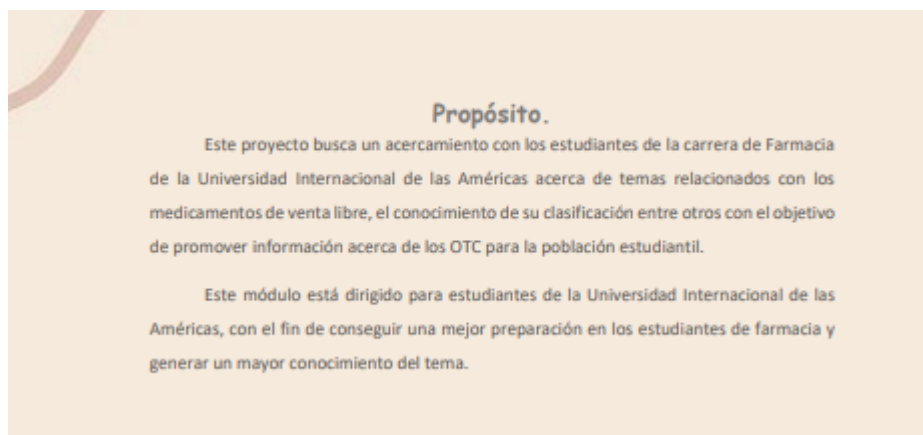 Propósito.
Este proyecto busca un acercamiento con los estudiantes de la carrera de Farmacia
de la Universidad Internacional de las Américas acerca de temas relacionados con los
medicamentos de venta libre, el conocimiento de su clasificación entre otros con el objetivo
de promover información acerca de los OTC para la población estudiantil.
Este módulo está dirigido para estudiantes de la Universidad Internacional de las
Américas, con el fin de conseguir una mejor preparación en los estudiantes de farmacia y
generar un mayor conocimiento del tema.